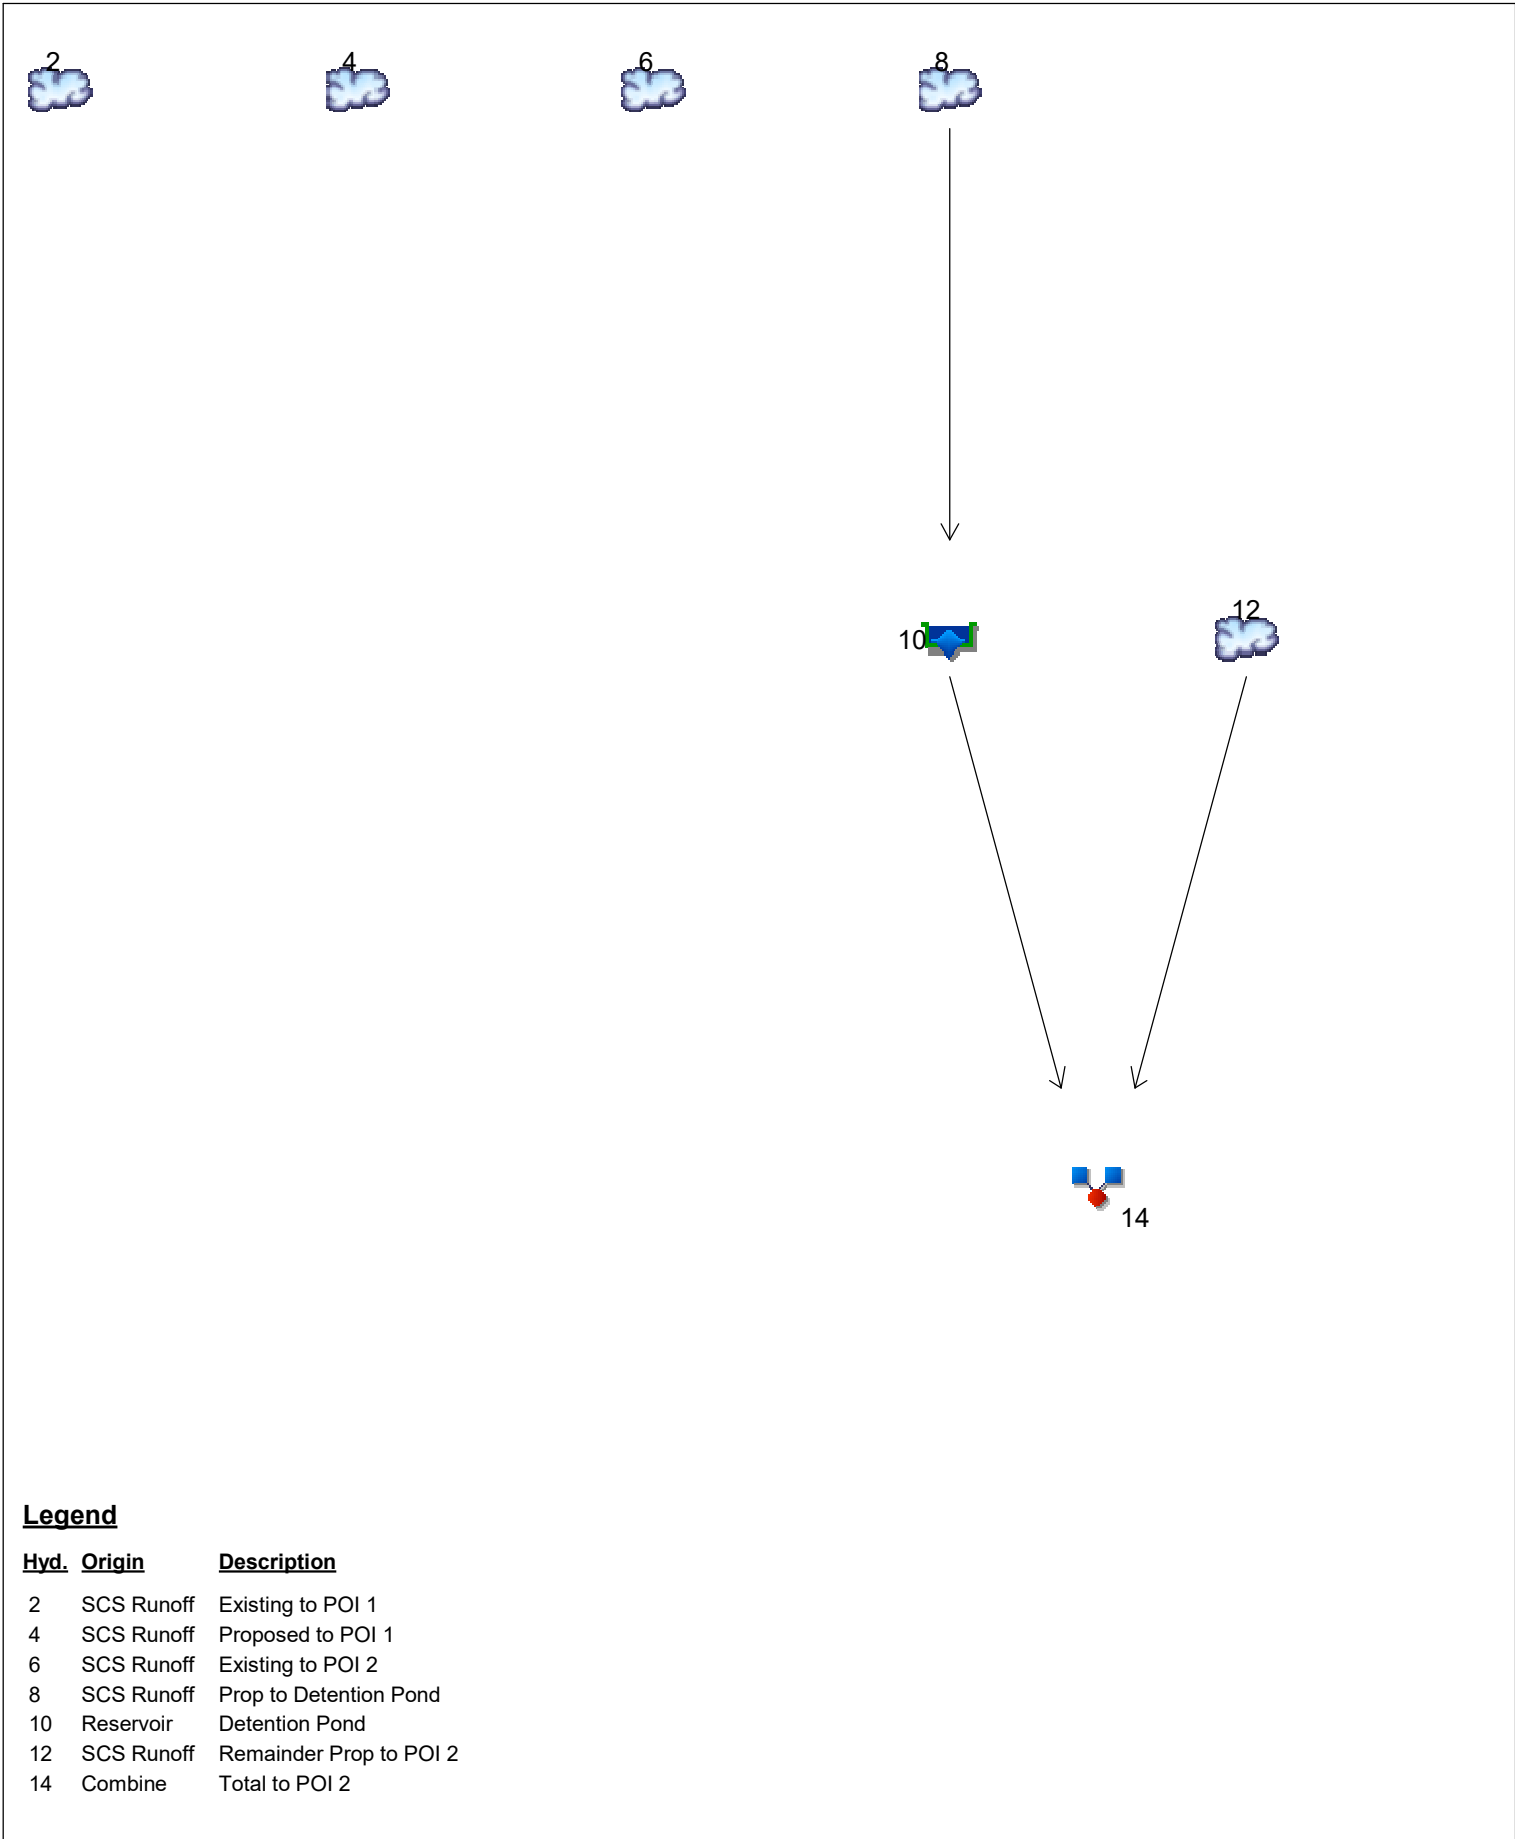 2 4 6 8
12
10
14
Legend
Hyd. Origin Description
2 SCS Runoff Existing to POI 1
4 SCS Runoff Proposed to POI 1
6 SCS Runoff Existing to POI 2
8 SCS Runoff Prop to Detention Pond
10 Reservoir Detention Pond
12 SCS Runoff Remainder Prop to POI 2
14 Combine Total to POI 2